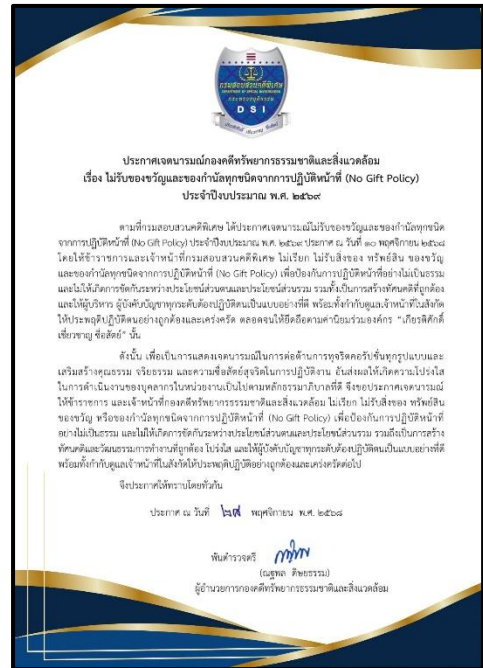 กรมสอบสวนคดีพิเศษ
DEPARTMENT OF SPECIAL INVESTIGATION
กระทรวงยุติธรรม
DSI
ประกาศเจตนารมณ์กองคดีทรัพยากรธรรมชาติและสิ่งแวดล้อม
เรื่อง ไม่รับของขวัญและของกำนัลทุกชนิดจากการปฏิบัติหน้าที่ (No Gift Policy)
ประจำปีงบประมาณ พ.ศ. ๒๕๖๙
ตามที่กรมสอบสวนคดีพิเศษ ได้ประกาศเจตนารมณ์ไม่รับของขวัญและของกำนัลทุกชนิด
จากการปฏิบัติหน้าที่ (No Gift Policy) ประจำปีงบประมาณ พ.ศ. ๒๕๖๙ ประกาศ ณ วันที่ ๑๐ พฤศจิกายน ๒๕๖๘
โดยให้ข้าราชการและเจ้าหน้าที่กรมสอบสวนคดีพิเศษ ไม่เรียก ไม่รับสิ่งของ ทรัพย์สิน ของขวัญ
และของกำนัลทุกชนิดจากการปฏิบัติหน้าที่ (No Gift Policy) เพื่อป้องกันการปฏิบัติหน้าที่อย่างไม่เป็นธรรม
และไม่ให้เกิดการขัดกันระหว่างประโยชน์ส่วนตนและประโยชน์ส่วนรวม รวมทั้งเป็นการสร้างทัศนคติที่ถูกต้อง
และให้ผู้บริหาร ผู้บังคับบัญชาทุกระดับต้องปฏิบัติตนเป็นแบบอย่างที่ดี พร้อมทั้งกำกับดูแลเจ้าหน้าที่ในสังกัด
ให้ประพฤติปฏิบัติตนอย่างถูกต้องและเคร่งครัด ตลอดจนให้ยึดถือตามค่านิยมร่วมองค์กร "เกียรติศักดิ์
เชี่ยวชาญ ซื่อสัตย์" นั้น
ดังนั้น เพื่อเป็นการแสดงเจตนารมณ์ในการต่อต้านการทุจริตคอร์รัปชั่นทุกรูปแบบและ
เสริมสร้างคุณธรรม จริยธรรม และความซื่อสัตย์สุจริตในการปฏิบัติงาน อันส่งผลให้เกิดความโปร่งใส
ในการดำเนินงานของบุคลากรในหน่วยงานเป็นไปตามหลักธรรมาภิบาลที่ดี จึงขอประกาศเจตนารมณ์
ให้ข้าราชการ และเจ้าหน้าที่กองคดีทรัพยากรธรรมชาติและสิ่งแวดล้อม ไม่เรียก ไม่รับสิ่งของ ทรัพย์สิน
ของขวัญ หรือของกำนัลทุกชนิดจากการปฏิบัติหน้าที่ (No Gift Policy) เพื่อป้องกันการปฏิบัติหน้าที่
อย่างไม่เป็นธรรม และไม่ให้เกิดการขัดกันระหว่างประโยชน์ส่วนตนและประโยชน์ส่วนรวม รวมถึงเป็นการสร้าง
ทัศนคติและวัฒนธรรมการทำงานที่ถูกต้อง โปร่งใส และให้ผู้บังคับบัญชาทุกระดับต้องปฏิบัติตนเป็นแบบอย่างที่ดี
พร้อมทั้งกำกับดูแลเจ้าหน้าที่ในสังกัดให้ประพฤติปฏิบัติอย่างถูกต้องและเคร่งครัดต่อไป
จึงประกาศให้ทราบโดยทั่วกัน
ประกาศ ณ วันที่ พฤศจิกายน พ.ศ. ๒๕๖๘
พันตำรวจตรี
(ณฐพล ดิษยธรรม)
ผู้อำนวยการกองคดีทรัพยากรธรรมชาติและสิ่งแวดล้อม